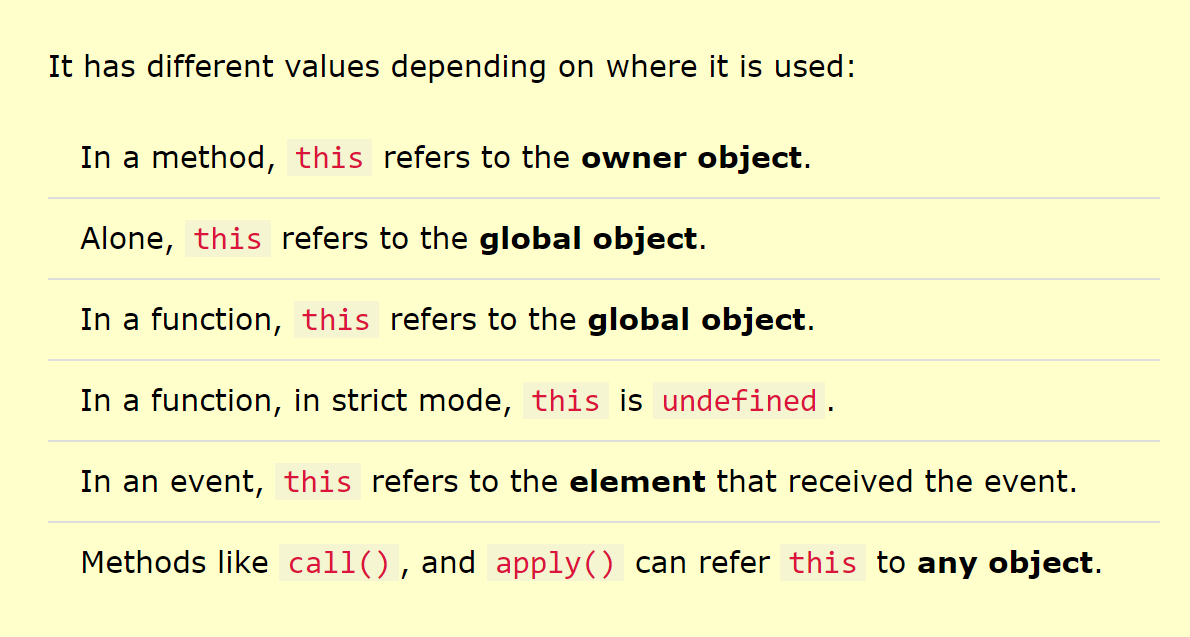 It has different values depending on where it is used:
In a method, this refers to the owner object.
Alone, this refers to the global object.
In a function, this refers to the global object.
In a function, in strict mode, this is undefined.
In an event, this refers to the element that received the event.
Methods like call(), and apply() can refer this to any object.